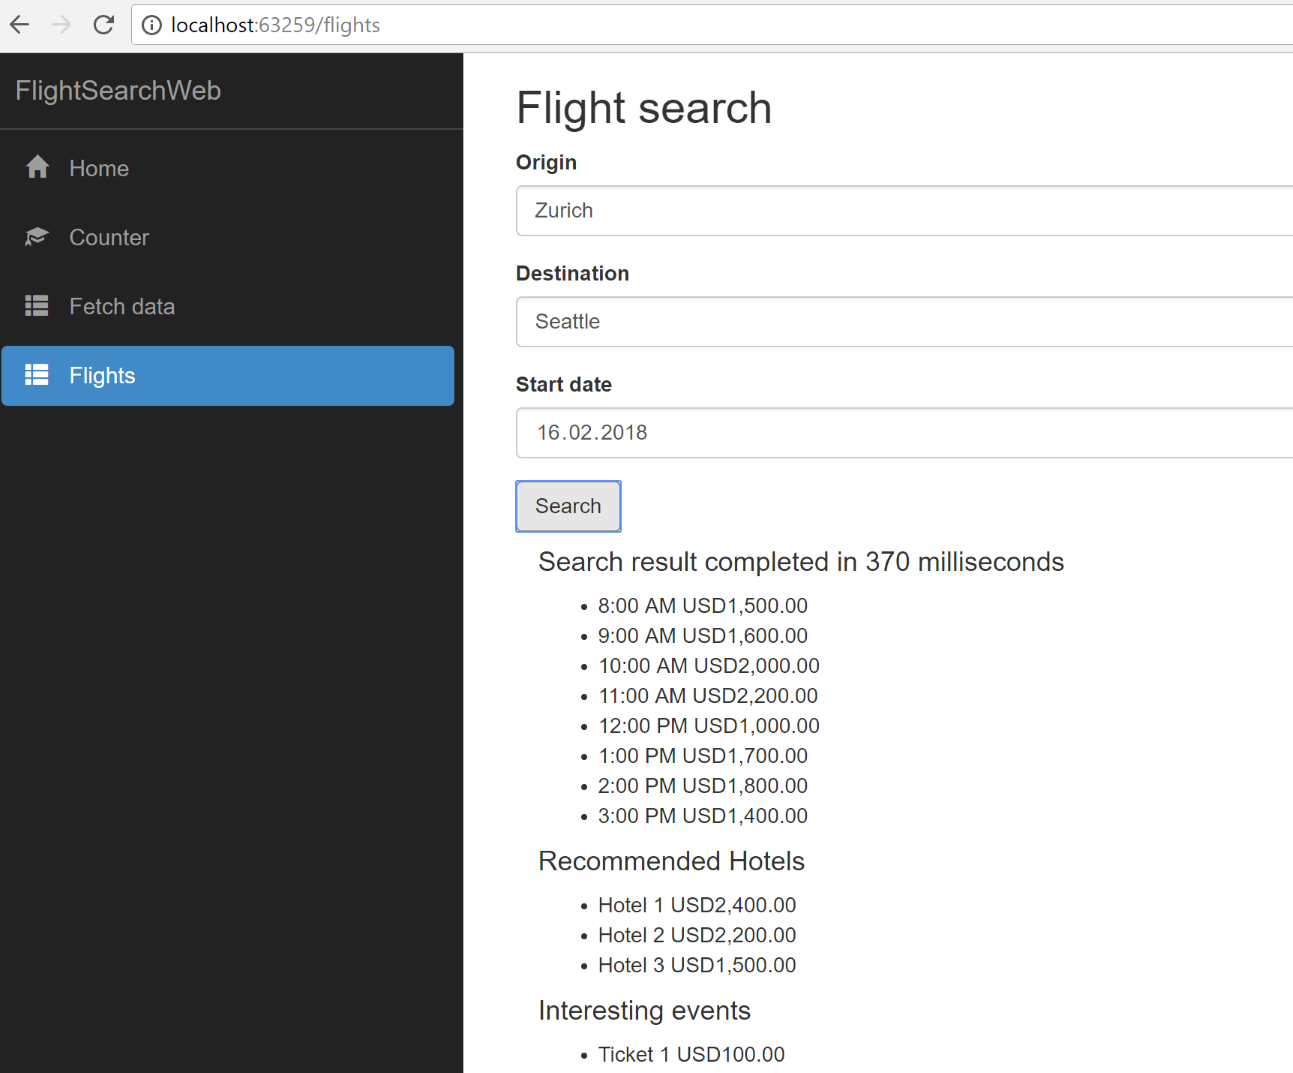 localhost:63259/flights
FlightSearchWeb
Home
Counter
Fetch data
Flights
Flight search
Origin
Zurich
Destination
Seattle
Start date
16.02.2018
Search
Search result completed in 370 milliseconds
8:00 AM USD1,500.00
9:00 AM USD1,600.00
10:00 AM USD2,000.00
11:00 AM USD2,200.00
12:00 PM USD1,000.00
1:00 PM USD1,700.00
2:00 PM USD1,800.00
3:00 PM USD1,400.00
Recommended Hotels
Hotel 1 USD2,400.00
Hotel 2 USD2,200.00
Hotel 3 USD1,500.00
Interesting events
Ticket 1 USD100.00